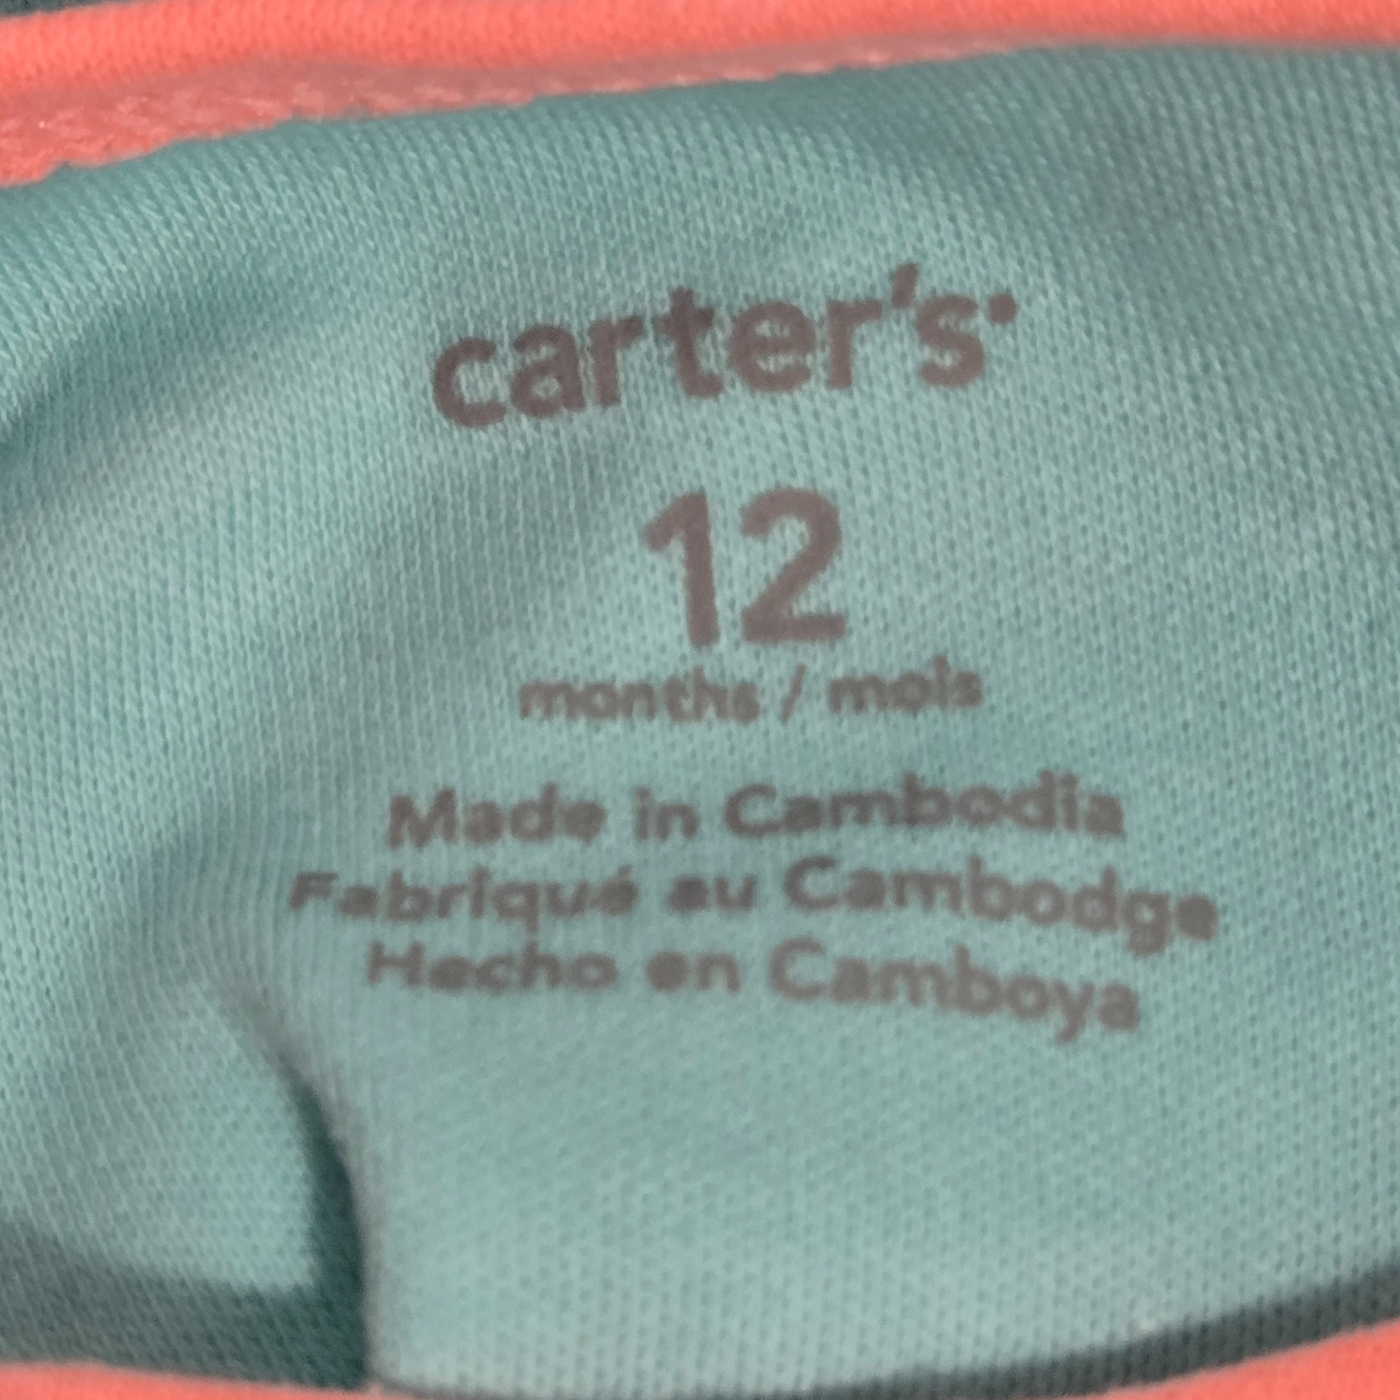 carter's
12
months / mois
Made in Cambodia
Fabriqué au Cambodge
Hecho en Camboya